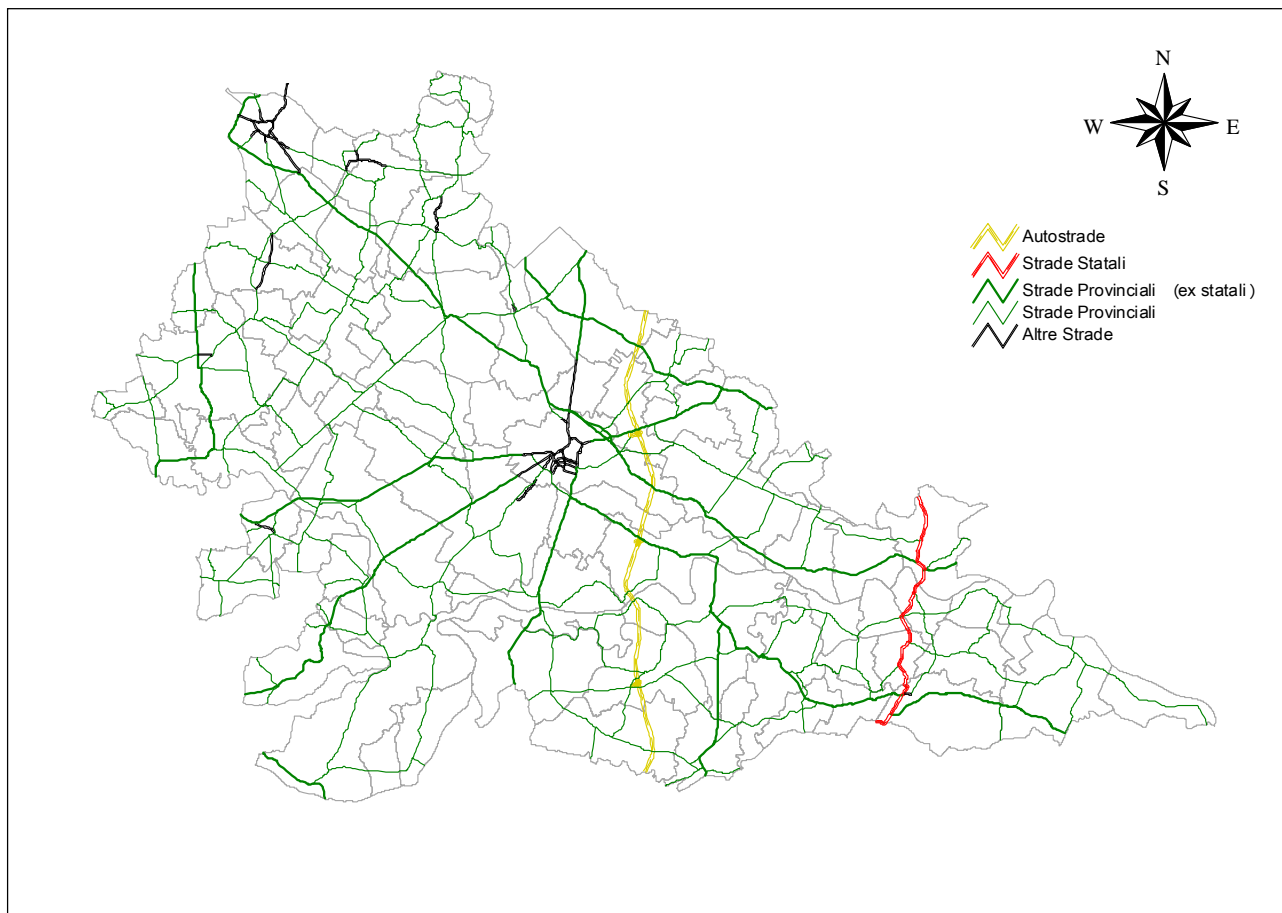 N
W E
S
Autostrade
Strade Statali
Strade Provinciali (ex statali)
Strade Provinciali
Altre Strade